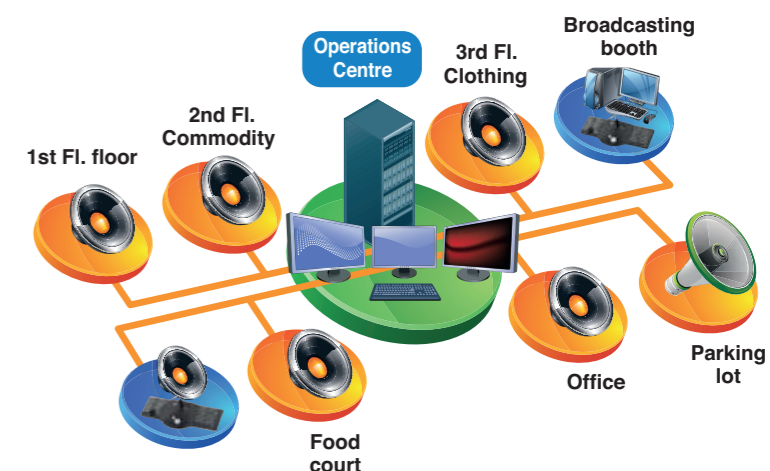 Broadcasting
booth
Operations
Centre
3rd Fl.
Clothing
2nd Fl.
Commodity
1st Fl. floor
Parking
lot
Office
Food
court